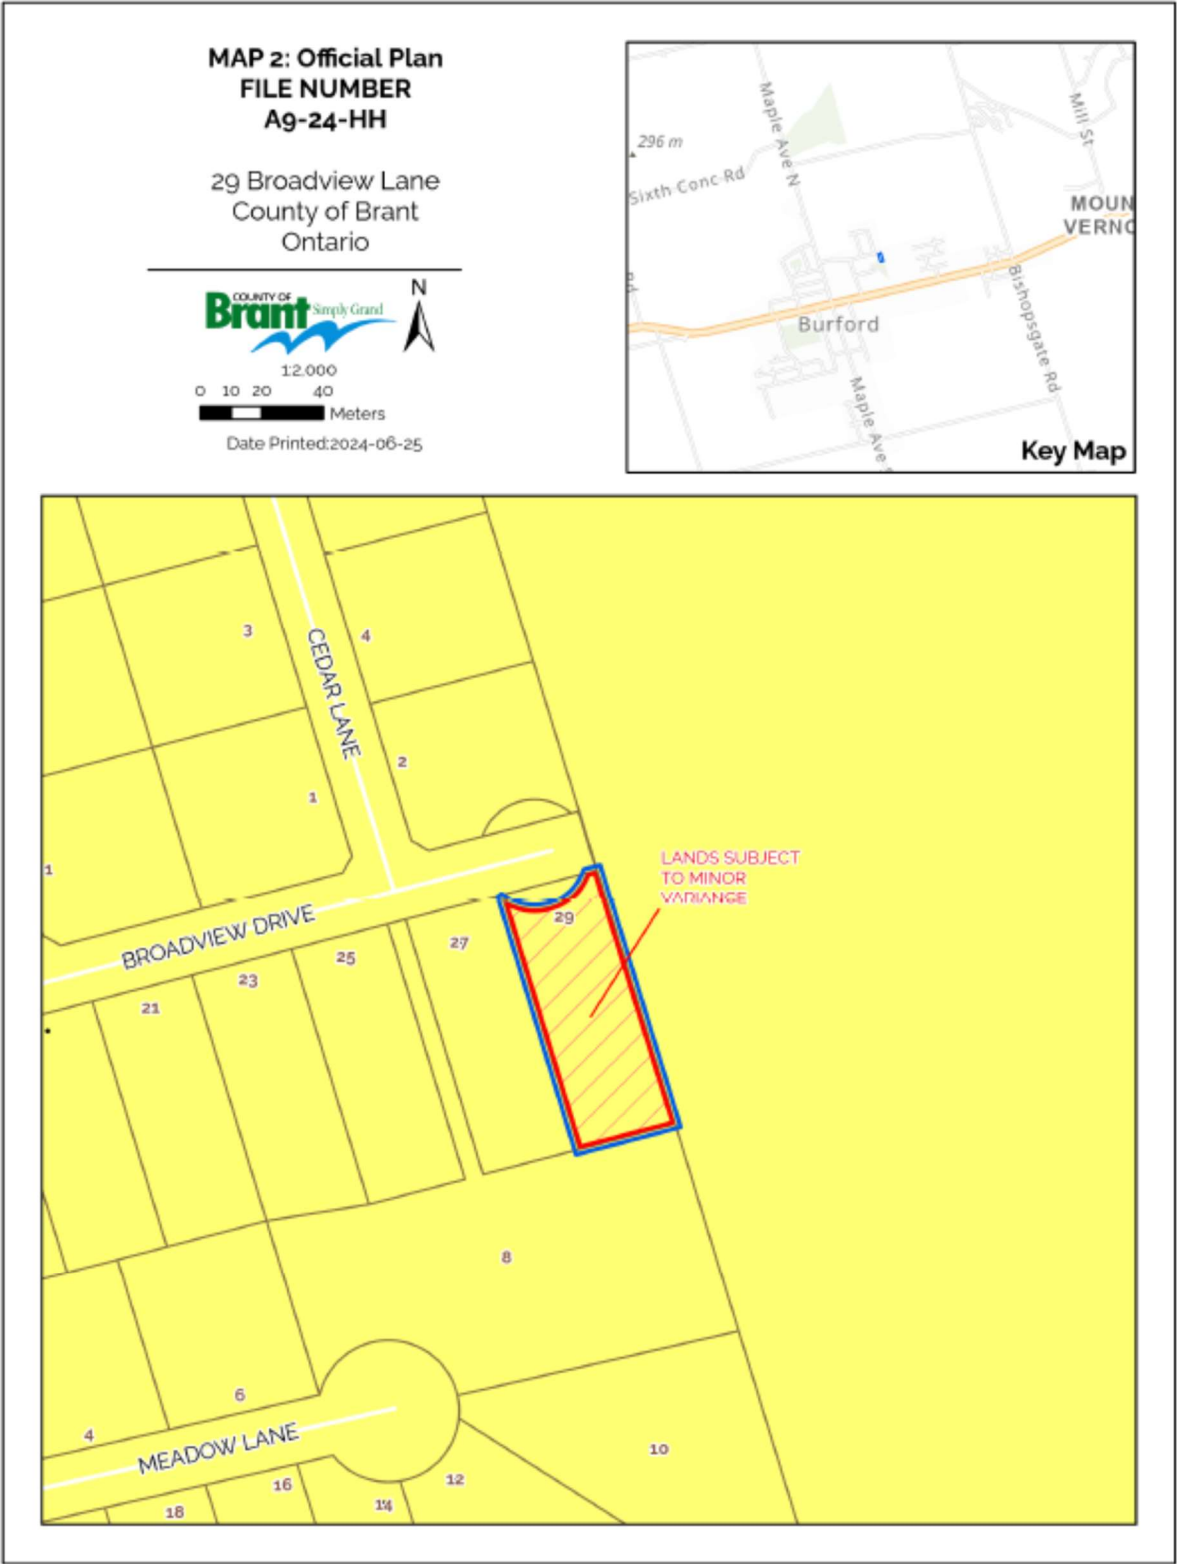 MAP 2: Official Plan
FILE NUMBER
A9-24-HH
29 Broadview Lane
County of Brant
Ontario
COUNTY OF
Brant Simply Grand
N
1:2,000
0 10 20 40
Meters
Date Printed:2024-06-25
Maple Ave N
Mill St
296 m
Sixth Conc Rd
MOUN
VERNO
Rd
Bishopsgate Rd
Burford
Maple Ave S
Key Map
3
4
CEDAR LANE
2
1
1
LANDS SUBJECT
TO MINOR
VARIANCE
29
BROADVIEW DRIVE
27
25
23
21
8
6
4
MEADOW LANE
10
12
16
14
18